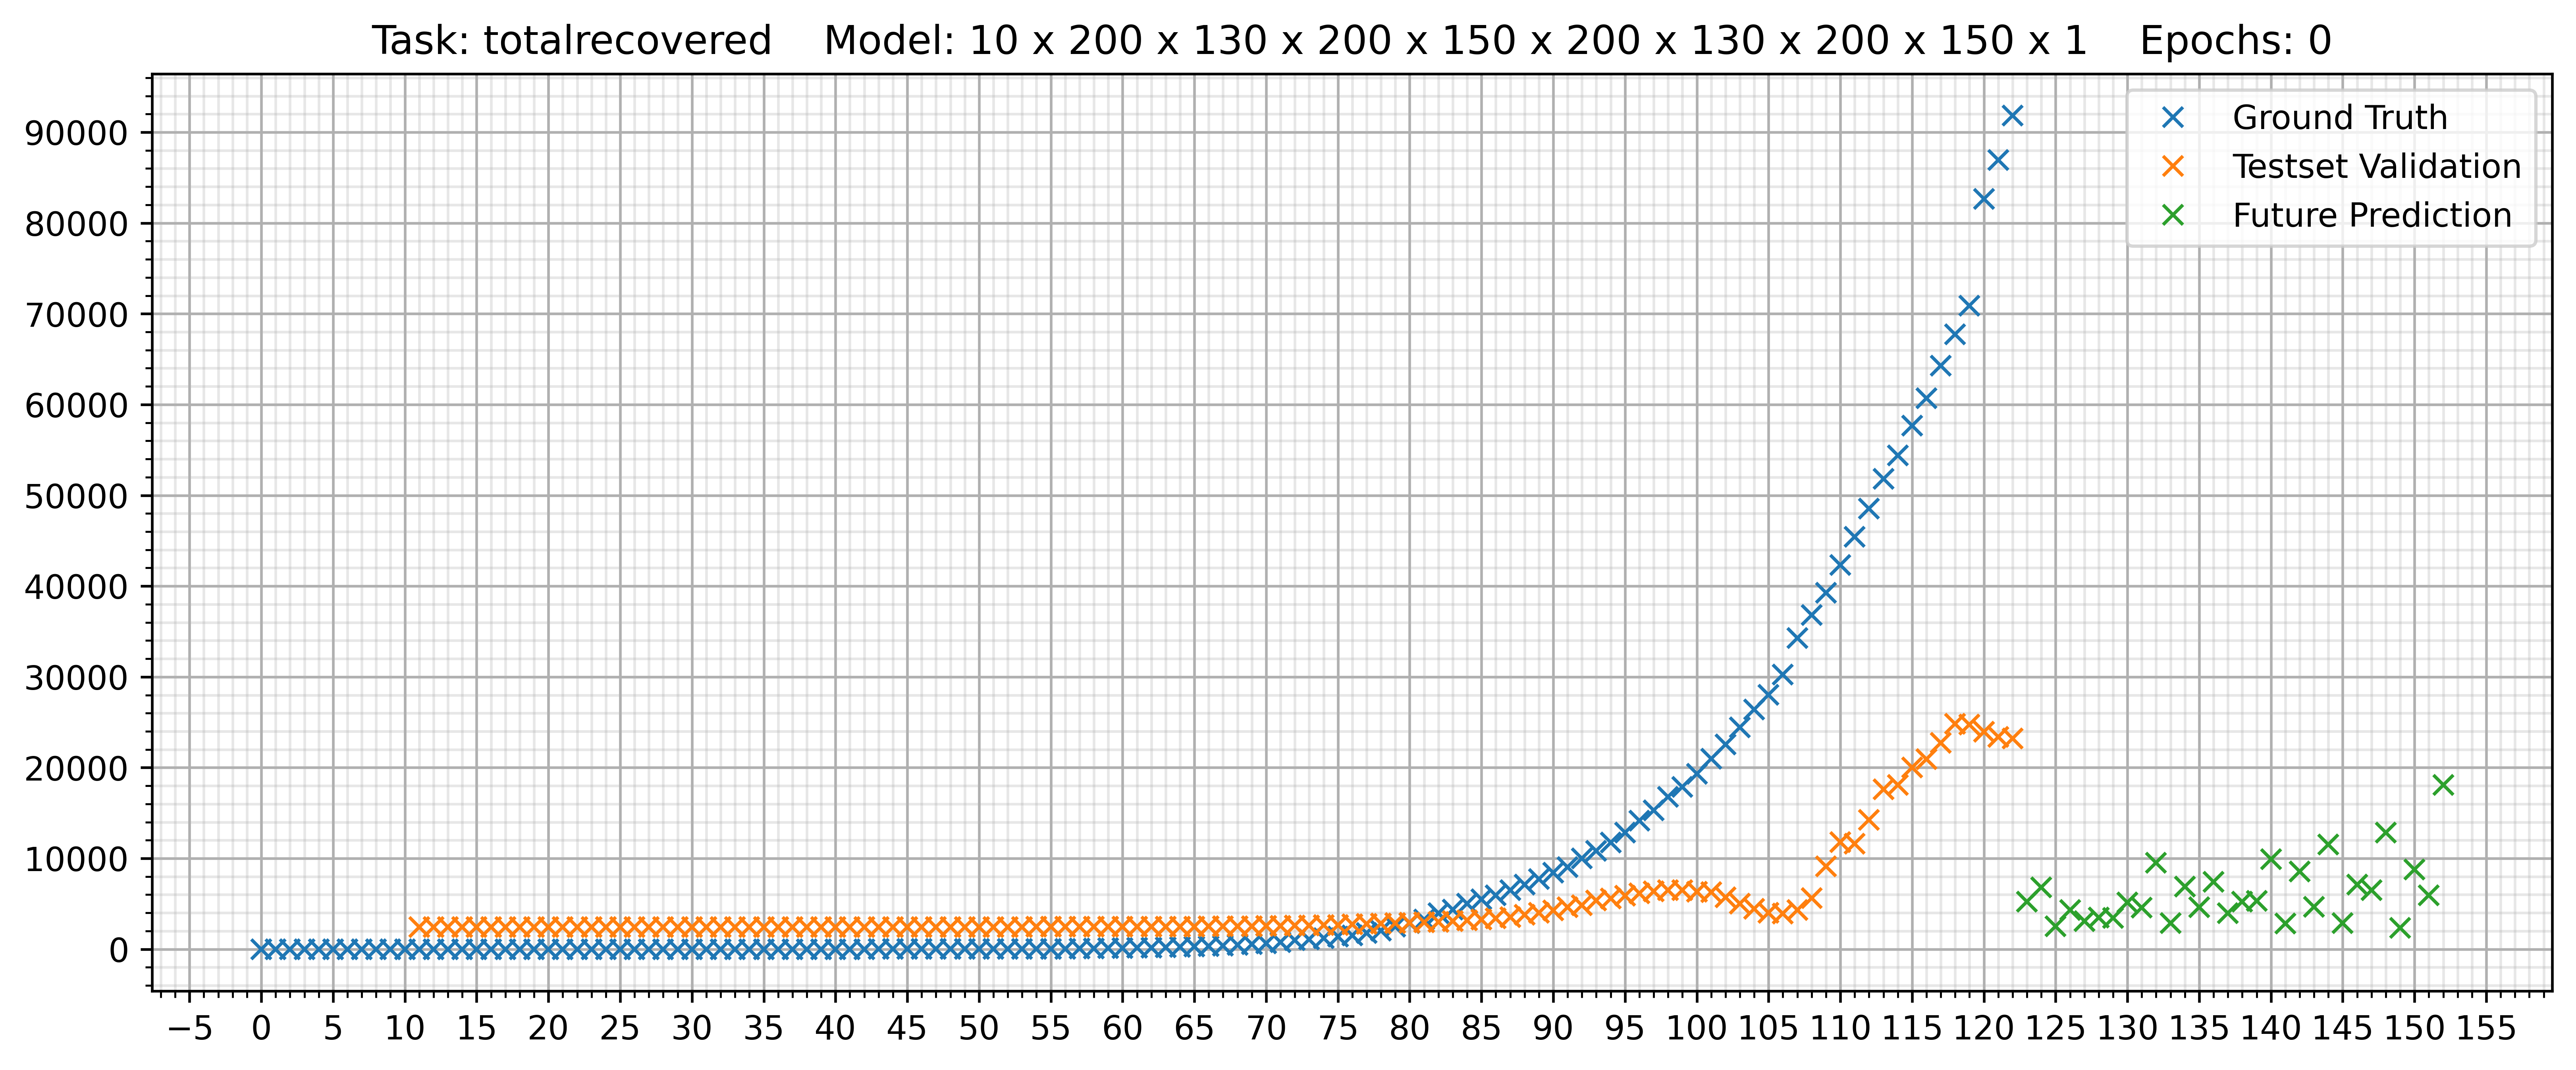 Task: totalrecovered    Model: 10 x 200 x 130 x 200 x 150 x 200 x 130 x 200 x 150 x 1    Epochs: 0
90000
80000
70000
60000
50000
40000
30000
20000
10000
0
Ground Truth
Testset Validation
Future Prediction
−5 0 5 10 15 20 25 30 35 40 45 50 55 60 65 70 75 80 85 90 95 100 105 110 115 120 125 130 135 140 145 150 155